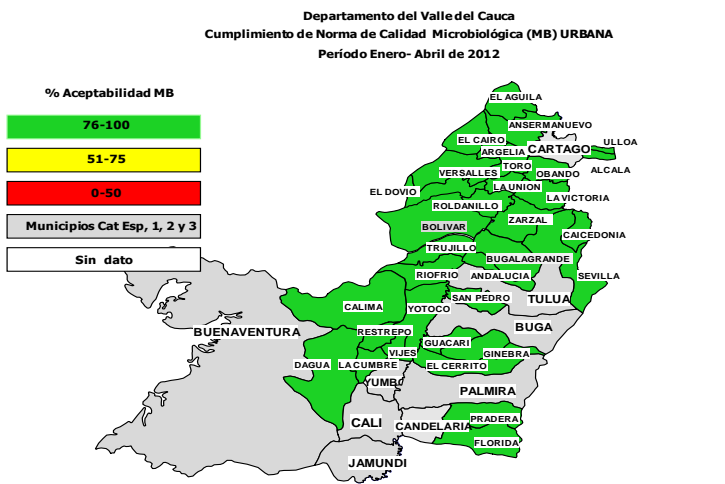 Departamento del Valle del Cauca
Cumplimiento de Norma de Calidad Microbiológica (MB) URBANA
Período Enero- Abril de 2012
% Aceptabilidad MB
76-100
51-75
0-50
Municipios Cat Esp, 1, 2 y 3
Sin dato
EL AGUILA
ANSERMANUEVO
EL CAIRO
ULLOA
ARGELIA
CARTAGO
TORO
ALCALA
VERSALLES
OBANDO
EL DOVIO
LA UNION
LA VICTORIA
ROLDANILLO
ZARZAL
BOLIVAR
CAICEDONIA
TRUJILLO
BUGALAGRANDE
RIOFRIO
ANDALUCIA
SEVILLA
SAN PEDRO
TULUA
CALIMA
YOTOCO
BUGA
BUENAVENTURA
RESTREPO
GUACARI
VIJES
GINEBRA
DAGUA
LA CUMBRE
EL CERRITO
YUMBO
PALMIRA
CALI
CANDELARIA
PRADERA
FLORIDA
JAMUNDI